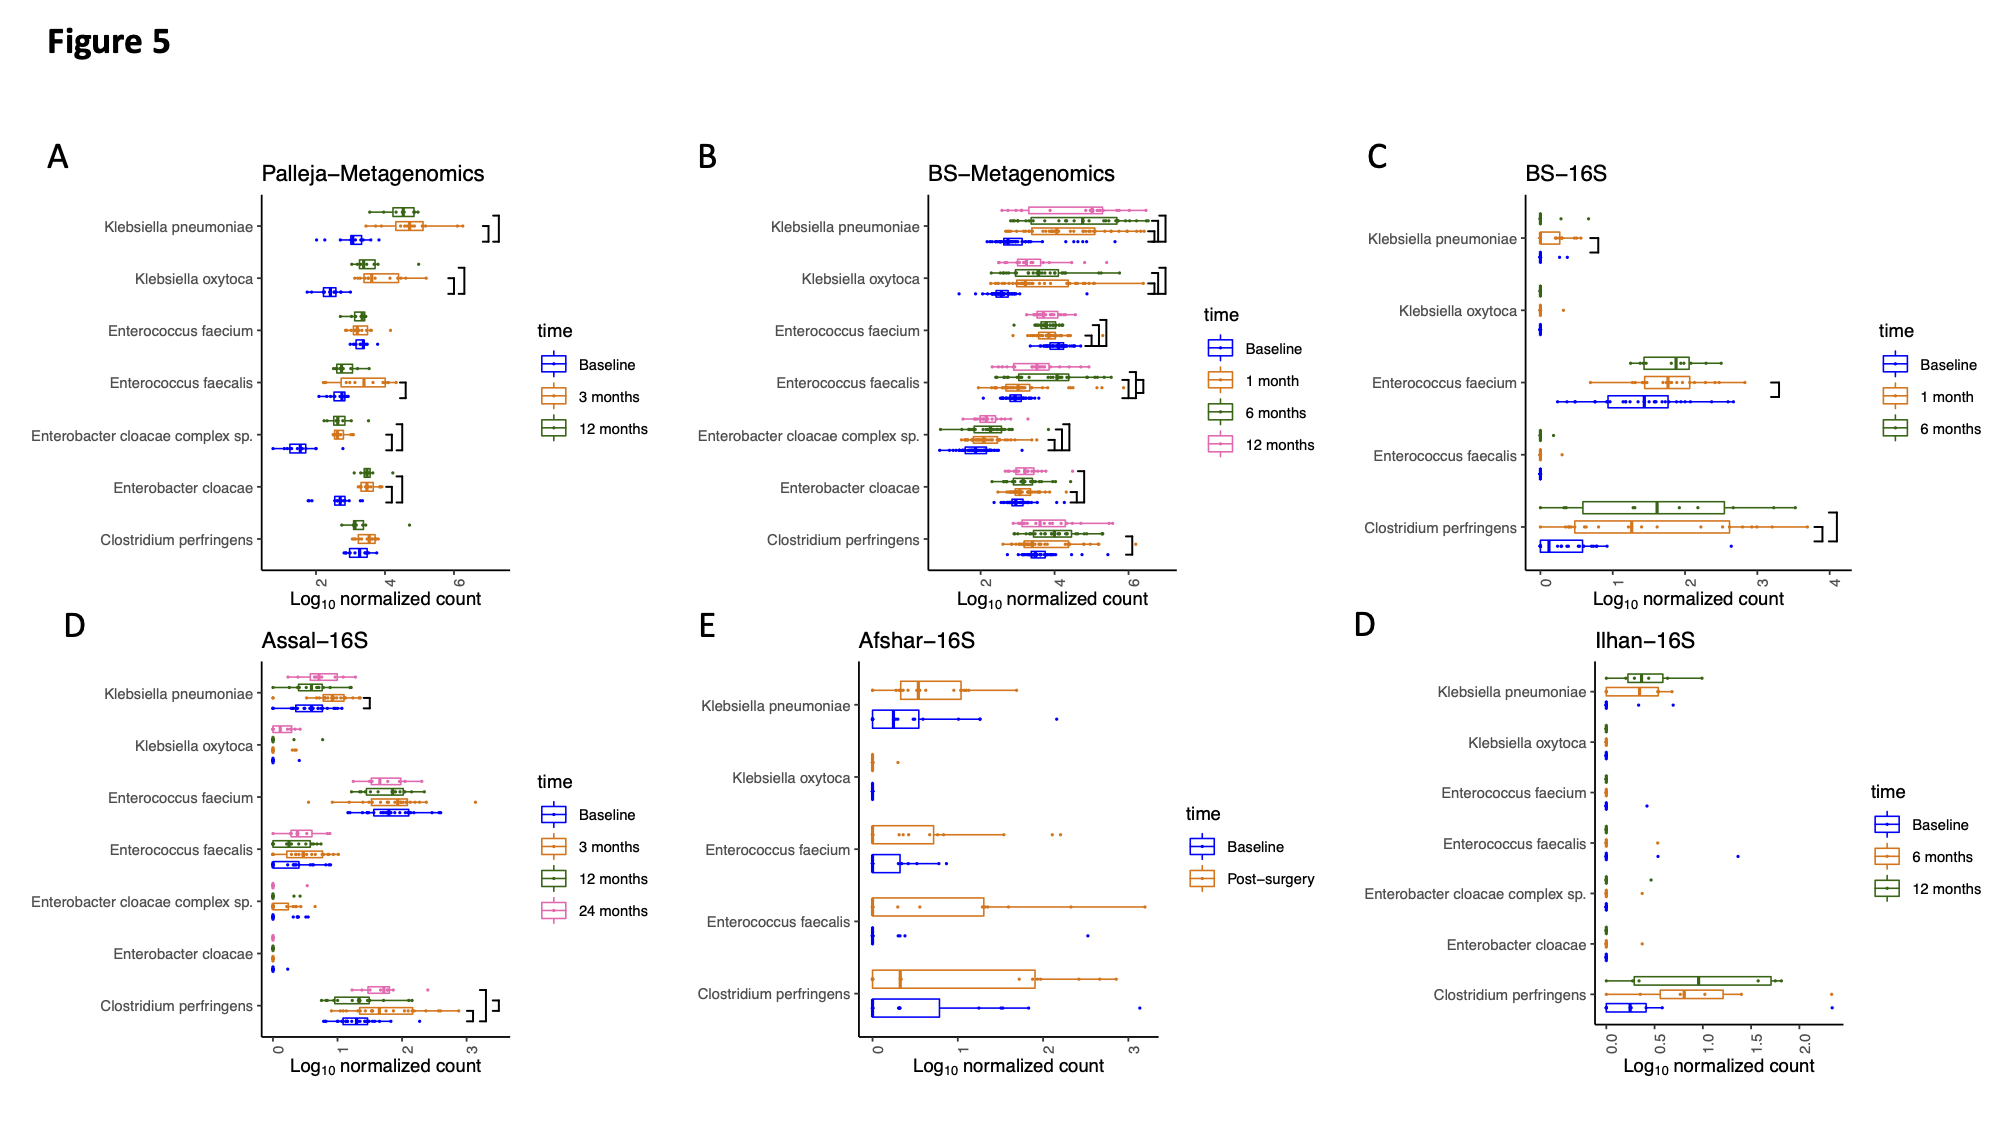 Figure 5
A
Palleja–Metagenomics
Klebsiella pneumoniae
Klebsiella oxytoca
Enterococcus faecium
Enterococcus faecalis
Enterobacter cloacae complex sp.
Enterobacter cloacae
Clostridium perfringens
2
4
6
Log10 normalized count
time
Baseline
3 months
12 months
B
BS–Metagenomics
Klebsiella pneumoniae
Klebsiella oxytoca
Enterococcus faecium
Enterococcus faecalis
Enterobacter cloacae complex sp.
Enterobacter cloacae
Clostridium perfringens
2
4
6
Log10 normalized count
time
Baseline
1 month
6 months
12 months
C
BS–16S
Klebsiella pneumoniae
Klebsiella oxytoca
Enterococcus faecium
Enterococcus faecalis
Clostridium perfringens
0
1
2
3
4
Log10 normalized count
time
Baseline
1 month
6 months
D
Assal–16S
Klebsiella pneumoniae
Klebsiella oxytoca
Enterococcus faecium
Enterococcus faecalis
Enterobacter cloacae complex sp.
Enterobacter cloacae
Clostridium perfringens
0
1
2
3
Log10 normalized count
time
Baseline
3 months
12 months
24 months
E
Afshar–16S
Klebsiella pneumoniae
Klebsiella oxytoca
Enterococcus faecium
Enterococcus faecalis
Clostridium perfringens
0
1
2
3
Log10 normalized count
time
Baseline
Post–surgery
D
Ilhan–16S
Klebsiella pneumoniae
Klebsiella oxytoca
Enterococcus faecium
Enterococcus faecalis
Enterobacter cloacae complex sp.
Enterobacter cloacae
Clostridium perfringens
0.0
0.5
1.0
1.5
2.0
Log10 normalized count
time
Baseline
6 months
12 months